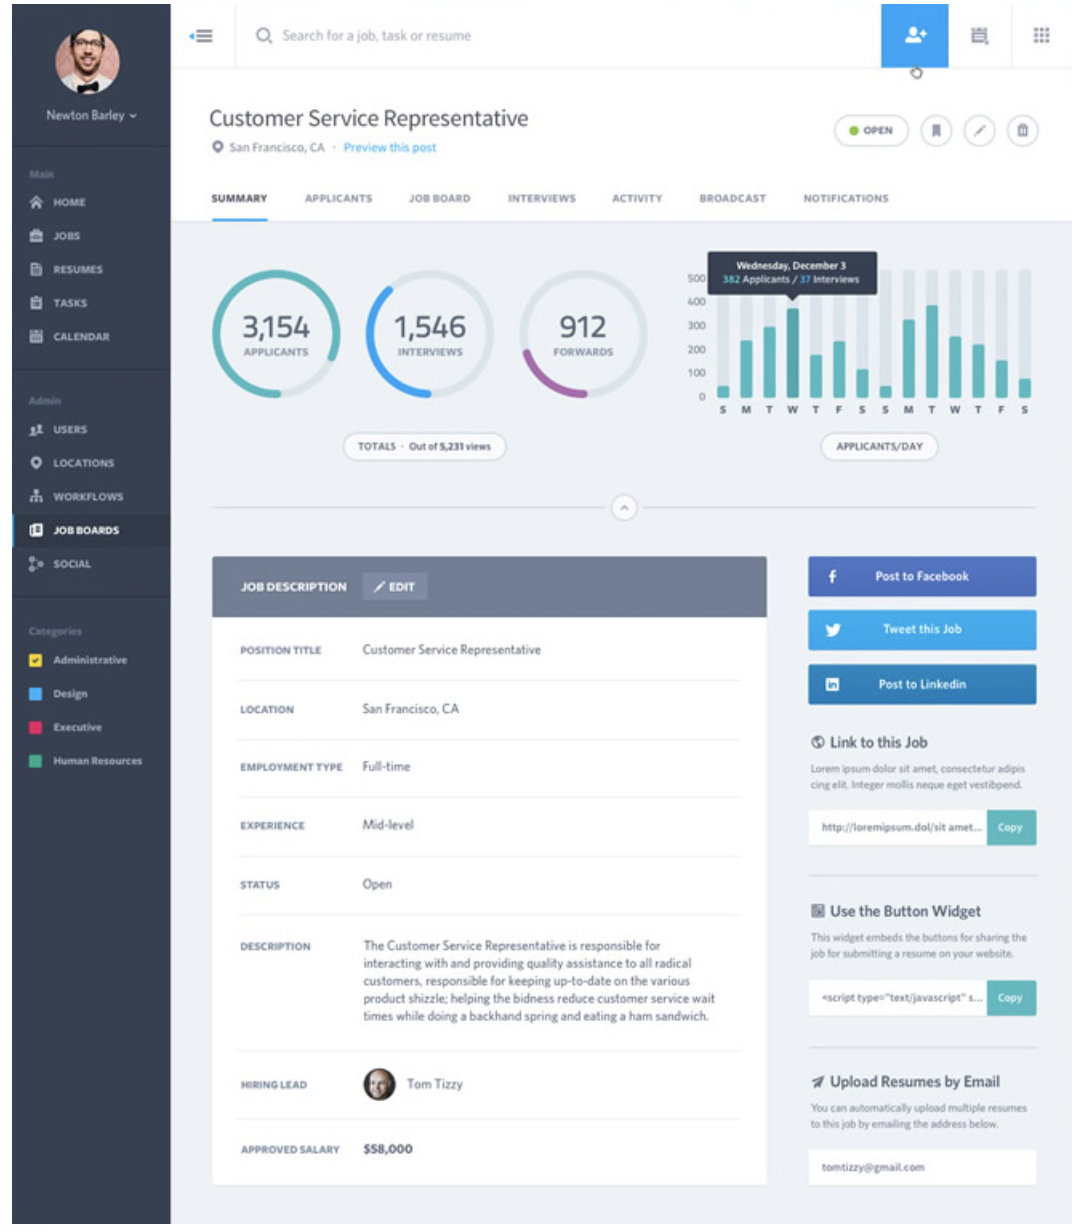 Newton Barley
Main
HOME
JOBS
RESUMES
TASKS
CALENDAR
Admin
USERS
LOCATIONS
WORKFLOWS
JOB BOARDS
SOCIAL
Categories
Administrative
Design
Executive
Human Resources
Search for a job, task or resume
Customer Service Representative
San Francisco, CA · Preview this post
OPEN
SUMMARY APPLICANTS JOB BOARD INTERVIEWS ACTIVITY BROADCAST NOTIFICATIONS
3,154
APPLICANTS
1,546
INTERVIEWS
912
FORWARDS
TOTALS · Out of 5,231 views
Wednesday, December 3
382 Applicants / 37 Interviews
500
400
300
200
100
0
S M T W T F S S M T W T F S
APPLICANTS/DAY
JOB DESCRIPTION EDIT
POSITION TITLE Customer Service Representative
LOCATION San Francisco, CA
EMPLOYMENT TYPE Full-time
EXPERIENCE Mid-level
STATUS Open
DESCRIPTION The Customer Service Representative is responsible for
interacting with and providing quality assistance to all radical
customers, responsible for keeping up-to-date on the various
product shizzle; helping the bidness reduce customer service wait
times while doing a backhand spring and eating a ham sandwich.
HIRING LEAD Tom Tizzy
APPROVED SALARY $58,000
Post to Facebook
Tweet this Job
Post to Linkedin
Link to this Job
Lorem ipsum dolor sit amet, consectetur adipis
cing elit. Integer mollis neque eget vestibpend.
http://loremipsum.dol/sit amet... Copy
Use the Button Widget
This widget embeds the buttons for sharing the
job for submitting a resume on your website.
<script type="text/javascript" s... Copy
Upload Resumes by Email
You can automatically upload multiple resumes
to this job by emailing the address below.
tomtizzy@gmail.com